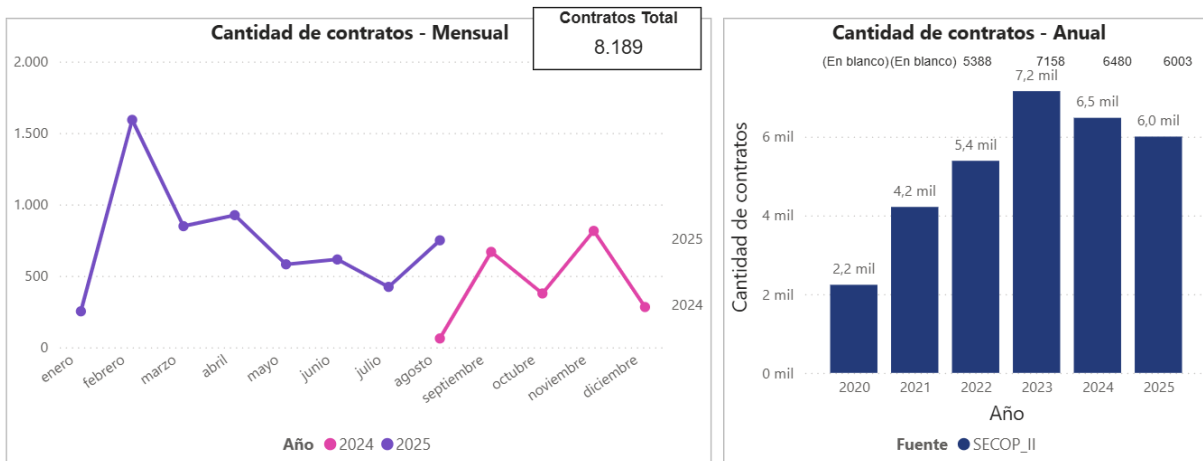 Cantidad de contratos - Mensual
Contratos Total
8.189
2.000
1.500
1.000
500
0
2025
2024
enero
febrero
marzo
abril
mayo
junio
julio
agosto
septiembre
octubre
noviembre
diciembre
Año 2024 2025
Cantidad de contratos - Anual
(En blanco) (En blanco) 5388 7158 6480 6003
7,2 mil
6,5 mil
6,0 mil
5,4 mil
4,2 mil
2,2 mil
Cantidad de contratos
6 mil
4 mil
2 mil
0 mil
2020 2021 2022 2023 2024 2025
Año
Fuente SECOP_II